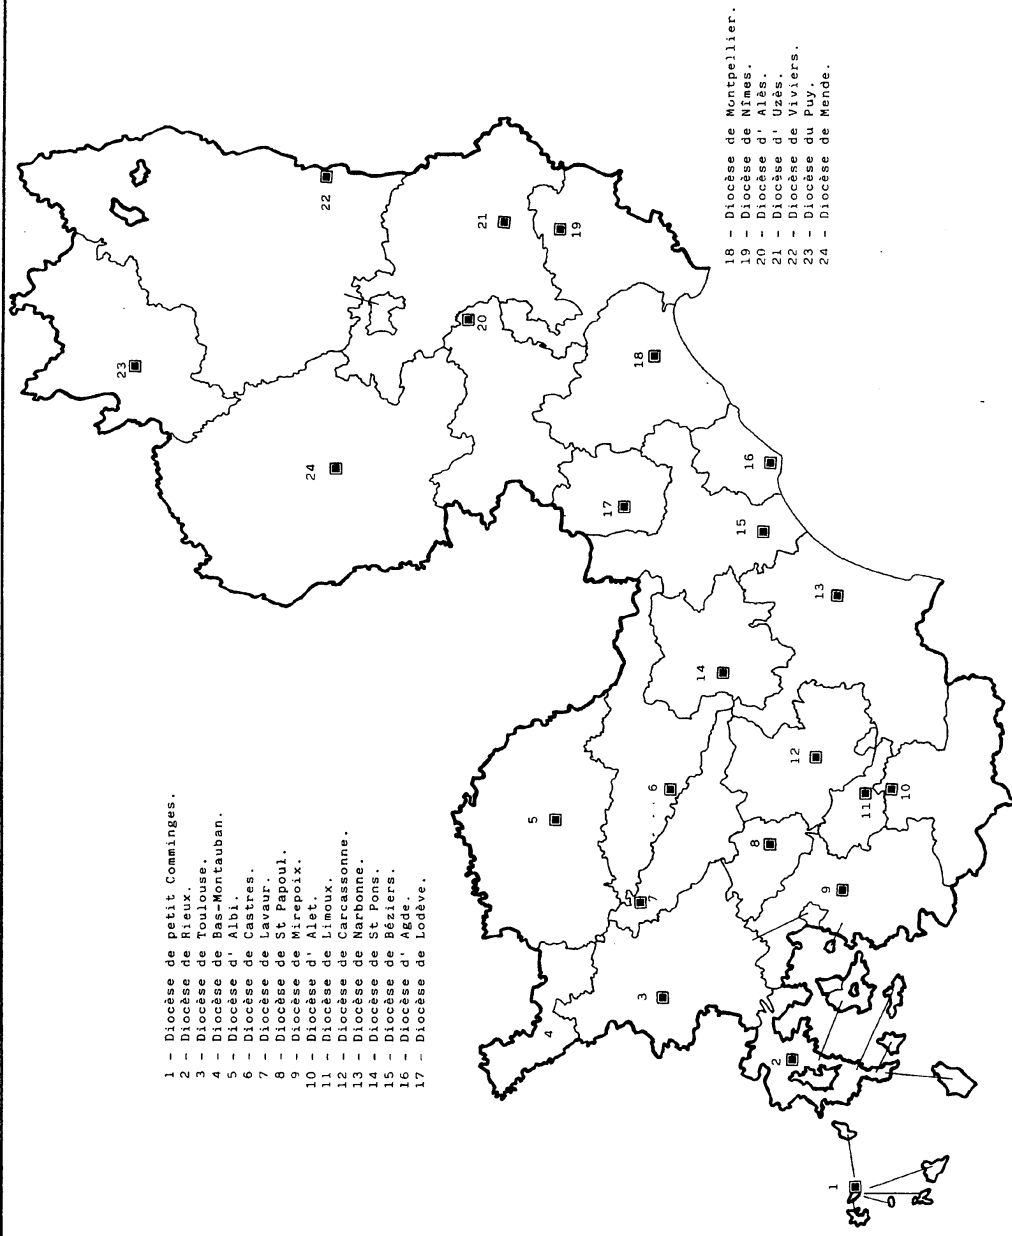 1 - Diocèse de petit Comminges.
2 - Diocèse de Rieux.
3 - Diocèse de Toulouse.
4 - Diocèse de Bas-Montauban.
5 - Diocèse d' Albi.
6 - Diocèse de Castres.
7 - Diocèse de Lavaur.
8 - Diocèse de St Papoul.
9 - Diocèse de Mirepoix.
10 - Diocèse d' Alet.
11 - Diocèse de Limoux.
12 - Diocèse de Carcassonne.
13 - Diocèse de Narbonne.
14 - Diocèse de St Pons.
15 - Diocèse de Béziers.
16 - Diocèse d' Agde.
17 - Diocèse de Lodève.
18 - Diocèse de Montpellier.
19 - Diocèse de Nîmes.
20 - Diocèse d' Alès.
21 - Diocèse d' Uzès.
22 - Diocèse de Viviers.
23 - Diocèse du Puy.
24 - Diocèse de Mende.
1
2
3
4
5
6
7
8
9
10
11
12
13
14
15
16
17
18
19
20
21
22
23
24